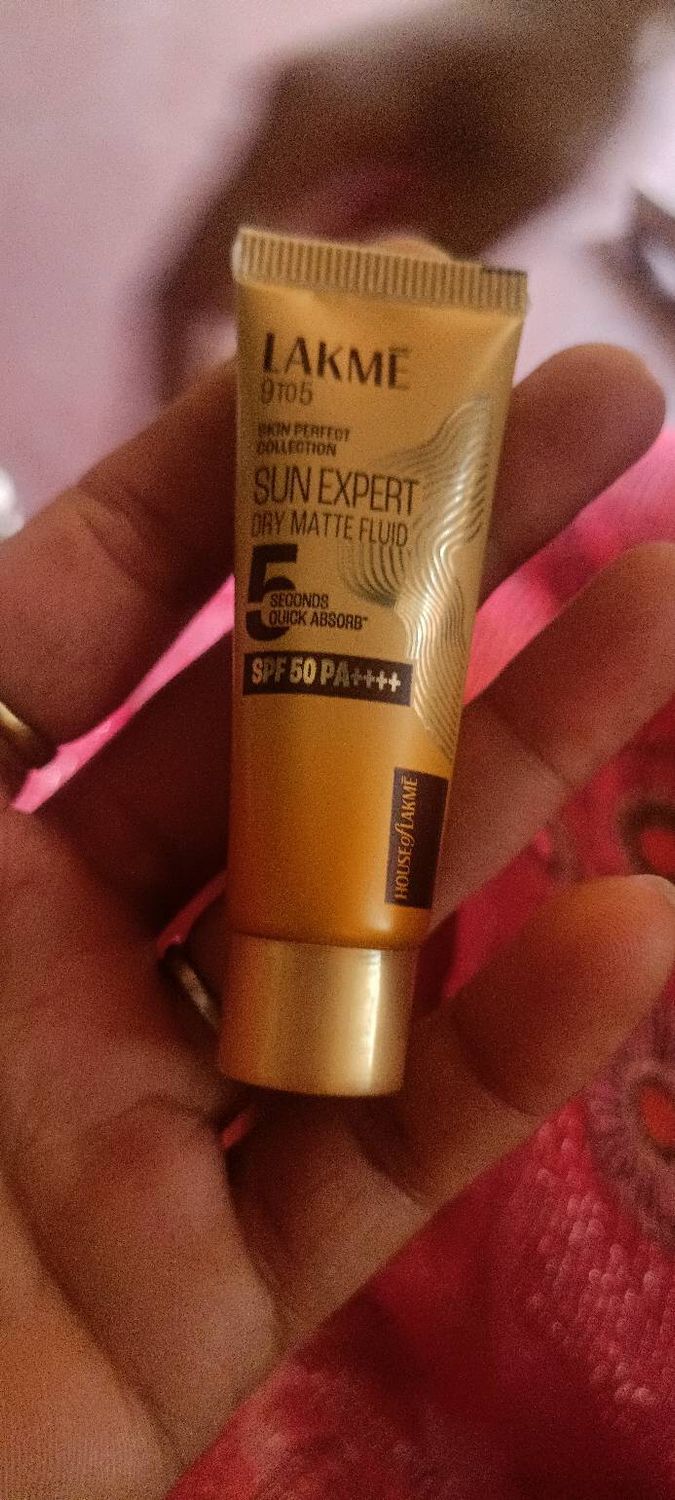 LAKMĒ
9TO5
SKIN PERFECT
COLLECTION
SUN EXPERT
DRY MATTE FLUID
5
SECONDS
QUICK ABSORB™
SPF 50 PA++++
HOUSE of LAKMĒ